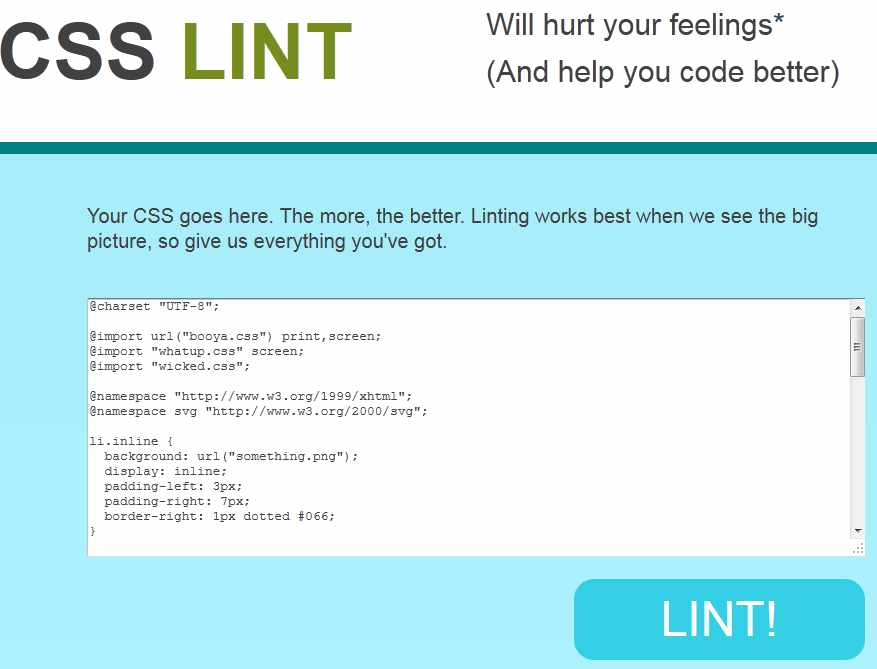 CSS LINT
Will hurt your feelings*
(And help you code better)
Your CSS goes here. The more, the better. Linting works best when we see the big
picture, so give us everything you've got.
@charset "UTF-8";
@import url("booya.css") print,screen;
@import "whatup.css" screen;
@import "wicked.css";
@namespace "http://www.w3.org/1999/xhtml";
@namespace svg "http://www.w3.org/2000/svg";
li.inline {
  background: url("something.png");
  display: inline;
  padding-left: 3px;
  padding-right: 7px;
  border-right: 1px dotted #066;
}
LINT!